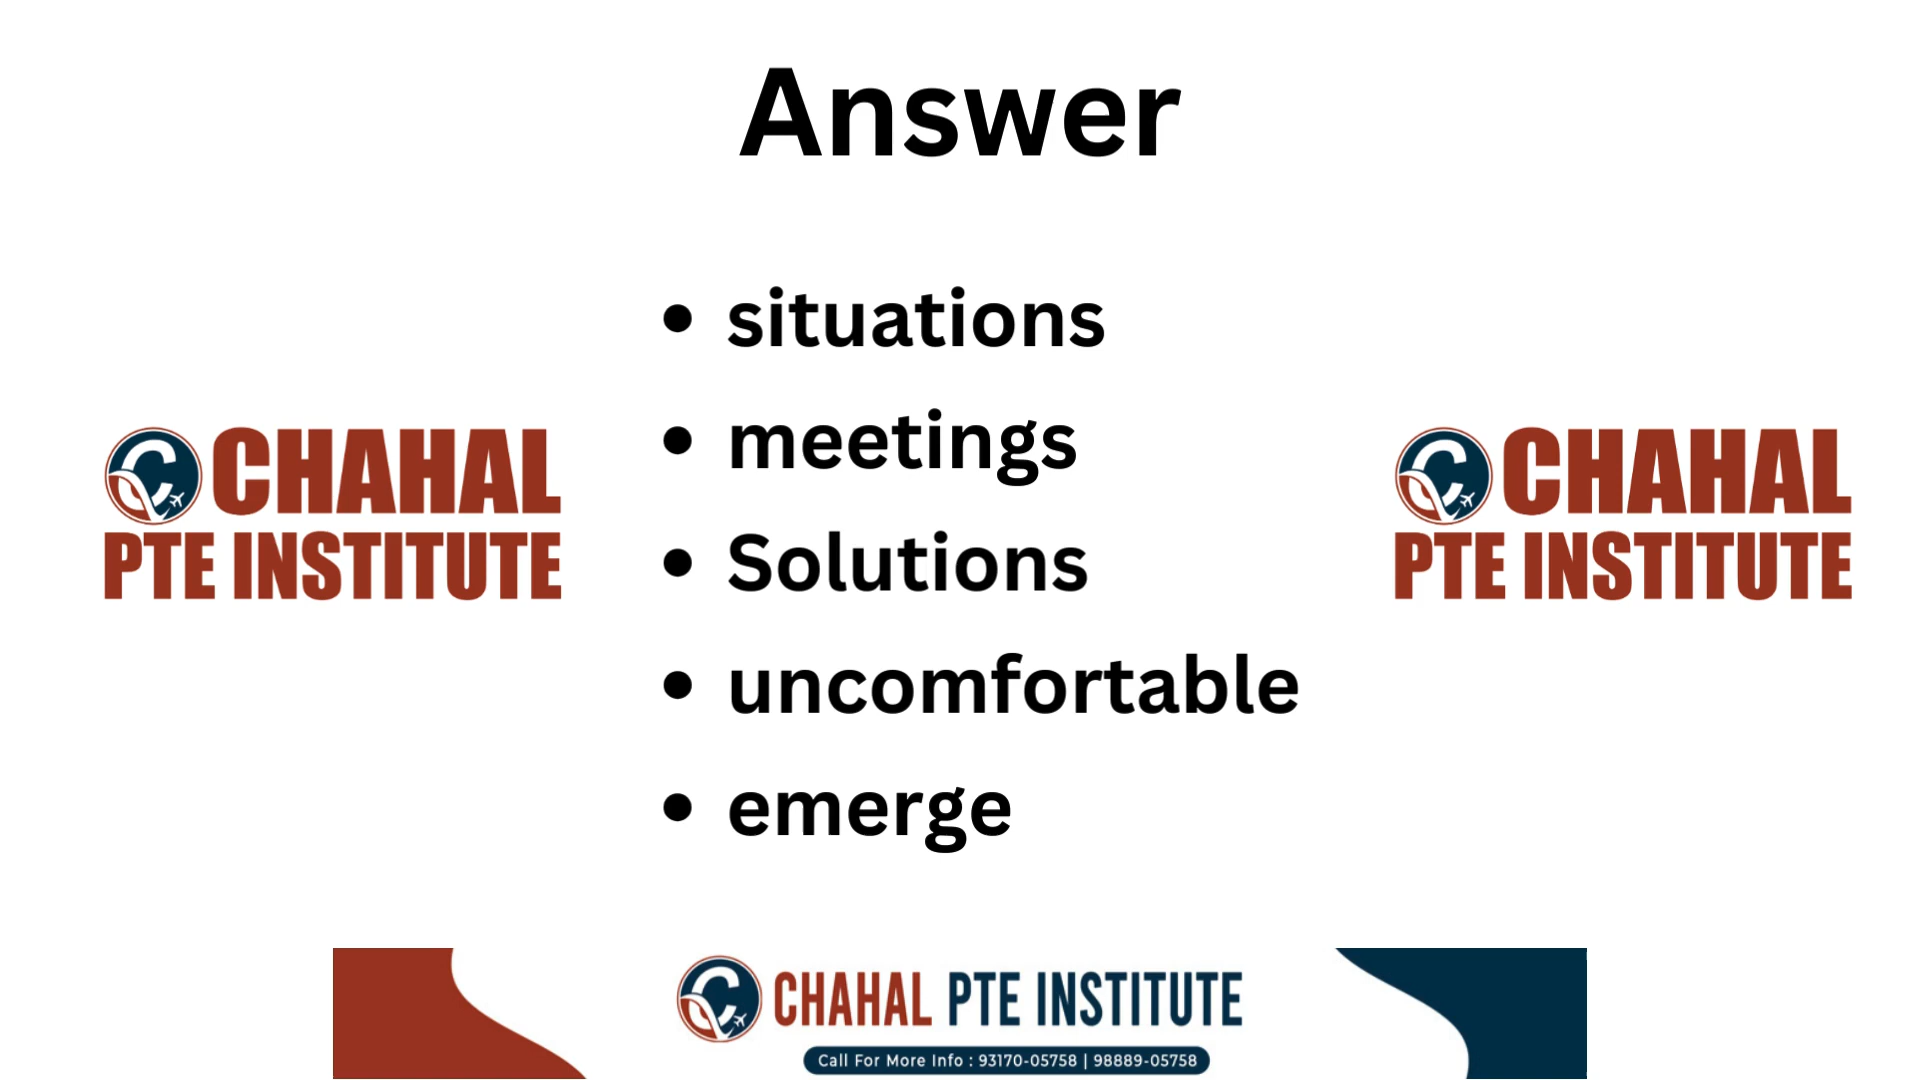 Answer
• situations
• meetings
• Solutions
• uncomfortable
• emerge
CHAHAL
PTE INSTITUTE
CHAHAL
PTE INSTITUTE
CHAHAL PTE INSTITUTE
Call For More Info : 93170-05758 | 98889-05758